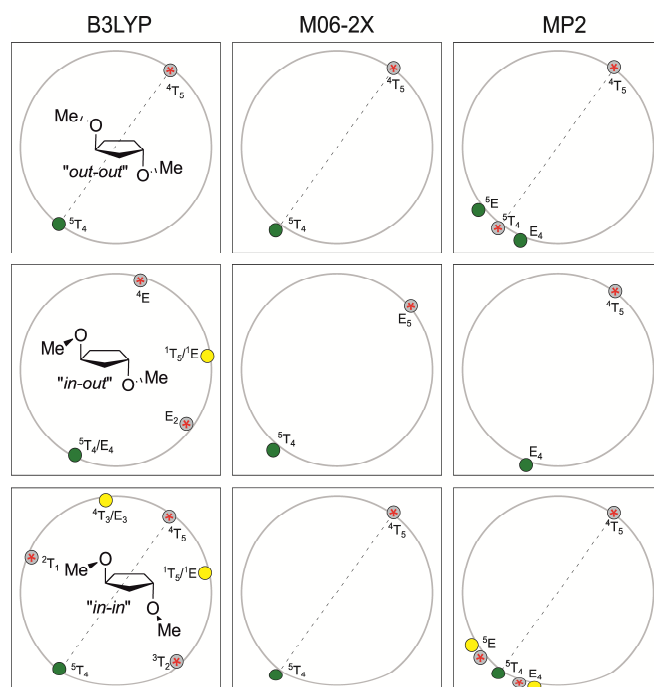 B3LYP M06-2X MP2
⁴T₅
Me O
"out-out" O Me
⁵T₄
⁴T₅
⁵T₄
⁴T₅
⁵E
⁵T₄
E₄
⁴E
O
Me
¹T₅/¹E
"in-out" O Me
E₂
⁵T₄/E₄
E₅
⁵T₄
⁴T₅
E₄
⁴T₃/E₃
⁴T₅
²T₁
O
Me
¹T₅/¹E
"in-in" O
Me
³T₂
⁵T₄
⁴T₅
⁵T₄
⁴T₅
⁵E
⁵T₄
E₄